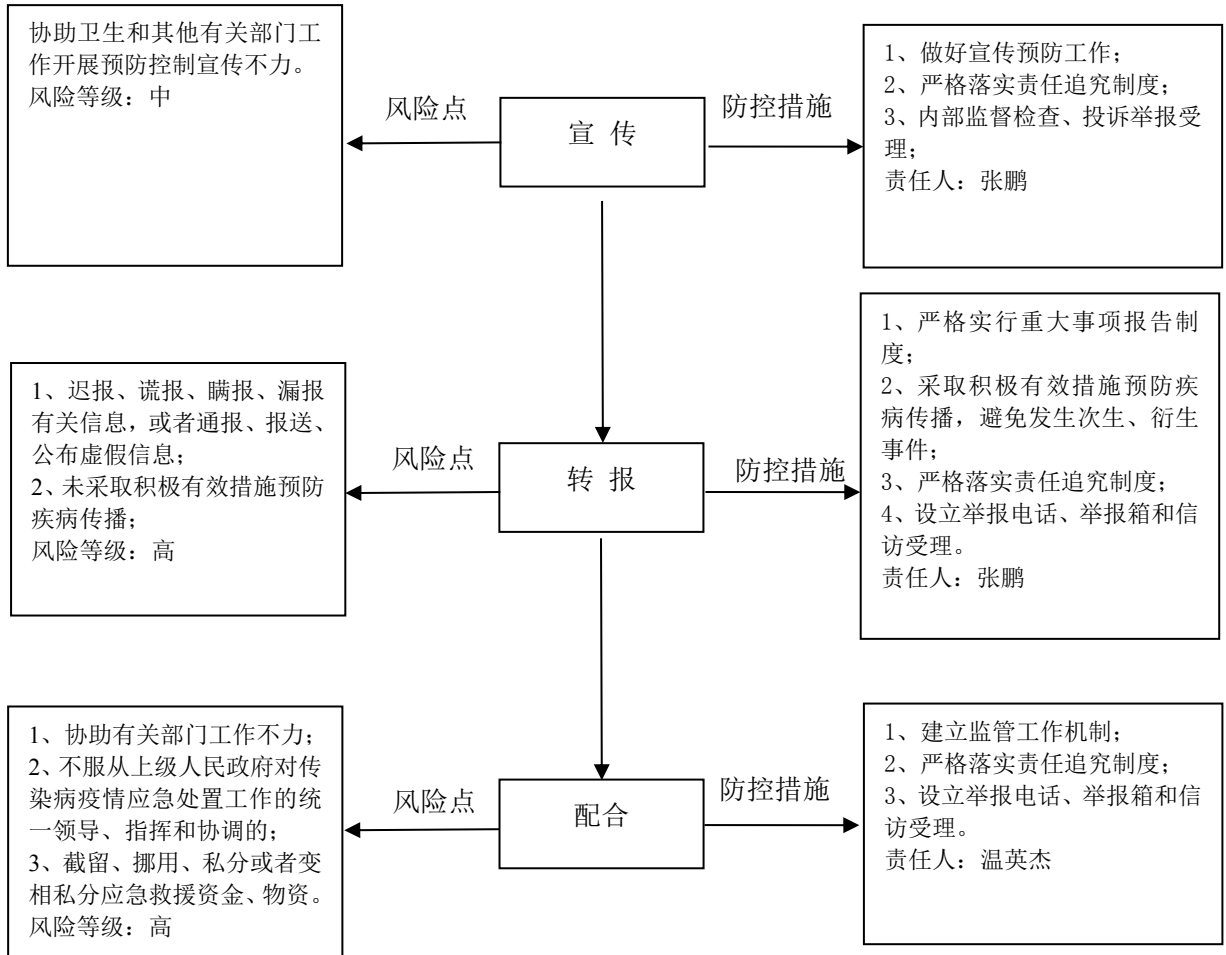 协助卫生和其他有关部门工
作开展预防控制宣传不力。
风险等级：中
风险点
宣 传
防控措施
1、做好宣传预防工作；
2、严格落实责任追究制度；
3、内部监督检查、投诉举报受
理；
责任人：张鹏
1、迟报、谎报、瞒报、漏报
有关信息，或者通报、报送、
公布虚假信息；
2、未采取积极有效措施预防
疾病传播；
风险等级：高
风险点
转 报
防控措施
1、严格实行重大事项报告制
度；
2、采取积极有效措施预防疾
病传播，避免发生次生、衍生
事件；
3、严格落实责任追究制度；
4、设立举报电话、举报箱和信
访受理。
责任人：张鹏
1、协助有关部门工作不力；
2、不服从上级人民政府对传
染病疫情应急处置工作的统
一领导、指挥和协调的；
3、截留、挪用、私分或者变
相私分应急救援资金、物资。
风险等级：高
风险点
配合
防控措施
1、建立监管工作机制；
2、严格落实责任追究制度；
3、设立举报电话、举报箱和信
访受理。
责任人：温英杰